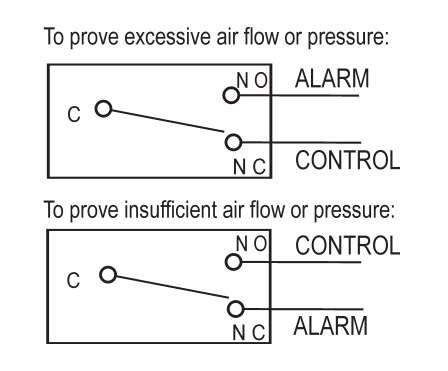 To prove excessive air flow or pressure:
N O ALARM
C
N C CONTROL
To prove insufficient air flow or pressure:
N O CONTROL
C
N C ALARM